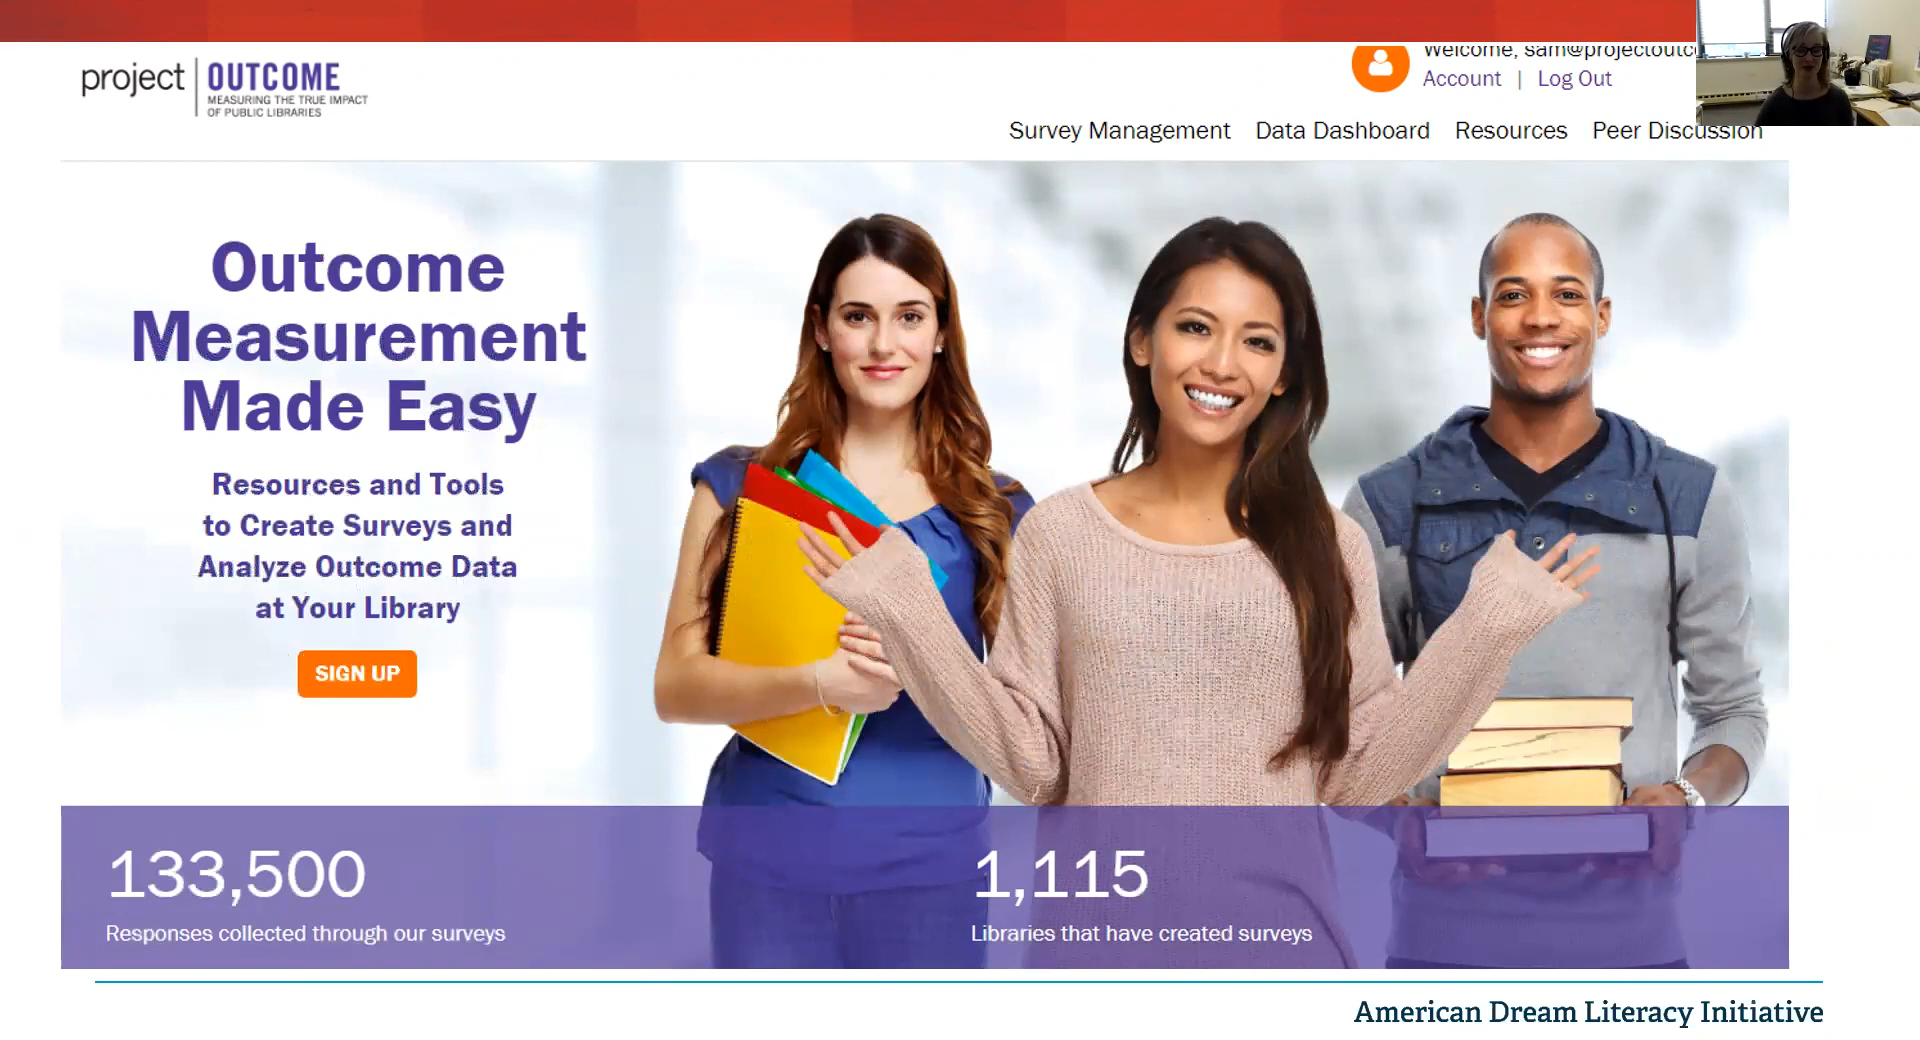 project OUTCOME
MEASURING THE TRUE IMPACT
OF PUBLIC LIBRARIES
Welcome,
Account | Log Out
Survey Management Data Dashboard Resources Peer Discussion
Outcome
Measurement
Made Easy
Resources and Tools
to Create Surveys and
Analyze Outcome Data
at Your Library
SIGN UP
133,500
Responses collected through our surveys
1,115
Libraries that have created surveys
American Dream Literacy Initiative